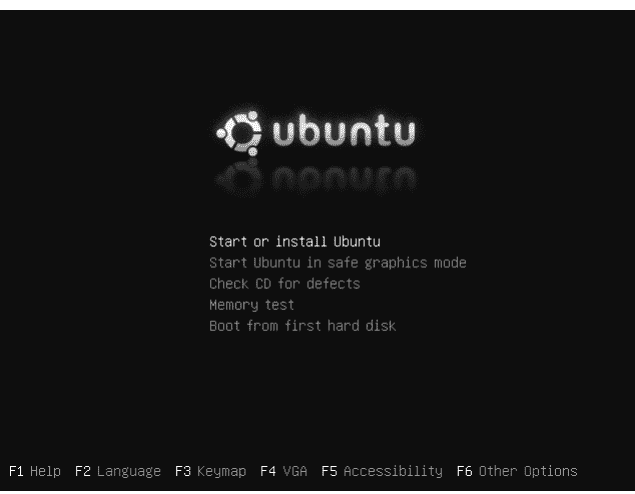 ubuntu
Start or install Ubuntu
Start Ubuntu in safe graphics mode
Check CD for defects
Memory test
Boot from first hard disk
F1 Help F2 Language F3 Keymap F4 VGA F5 Accessibility F6 Other Options